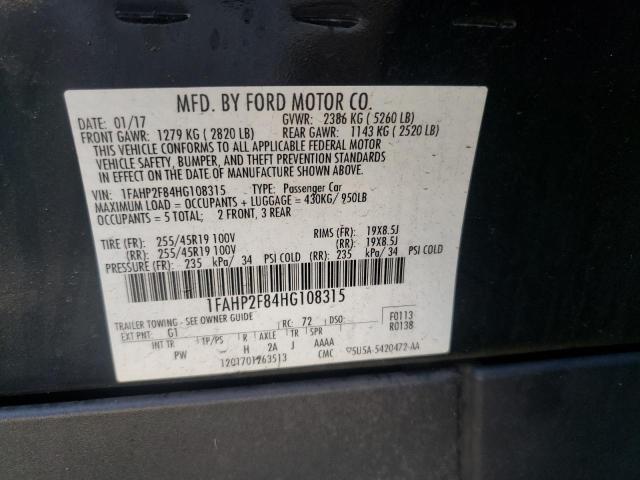 MFD. BY FORD MOTOR CO.
DATE: 01/17 GVWR: 2386 KG ( 5260 LB)
FRONT GAWR: 1279 KG ( 2820 LB) REAR GAWR: 1143 KG ( 2520 LB)
THIS VEHICLE CONFORMS TO ALL APPLICABLE FEDERAL MOTOR
VEHICLE SAFETY, BUMPER, AND THEFT PREVENTION STANDARDS
IN EFFECT ON THE DATE OF MANUFACTURE SHOWN ABOVE.
VIN: 1FAHP2F84HG108315 TYPE: Passenger Car
MAXIMUM LOAD = OCCUPANTS + LUGGAGE = 430KG/ 950LB
OCCUPANTS = 5 TOTAL; 2 FRONT, 3 REAR
TIRE (FR): 255/45R19 100V RIMS (FR): 19X8.5J
(RR): 255/45R19 100V (RR): 19X8.5J
PRESSURE (FR): 235 kPa/ 34 PSI COLD (RR): 235 kPa/ 34 PSI COLD
1FAHP2F84HG108315
TRAILER TOWING - SEE OWNER GUIDE F0113
EXT PNT: G1 RC: 72 DSO: R0138
INT TR TP/PS R AXLE TR SPR
PW H 2A J AAAA
1201701263513 CMC 5U5A-5420472-AA